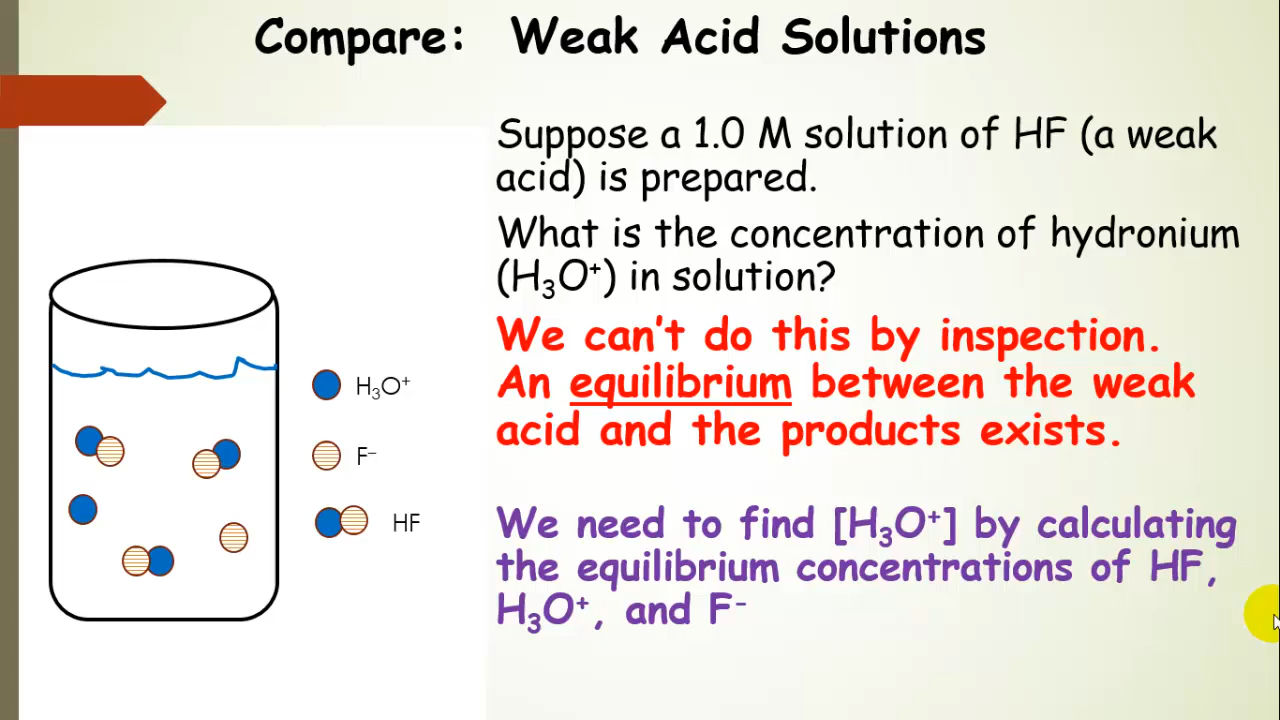 Compare:  Weak Acid Solutions
Suppose a 1.0 M solution of HF (a weak
acid) is prepared.
What is the concentration of hydronium
(H₃O⁺) in solution?
We can't do this by inspection.
An equilibrium between the weak
acid and the products exists.
We need to find [H₃O⁺] by calculating
the equilibrium concentrations of HF,
H₃O⁺, and F⁻
H₃O⁺
F⁻
HF